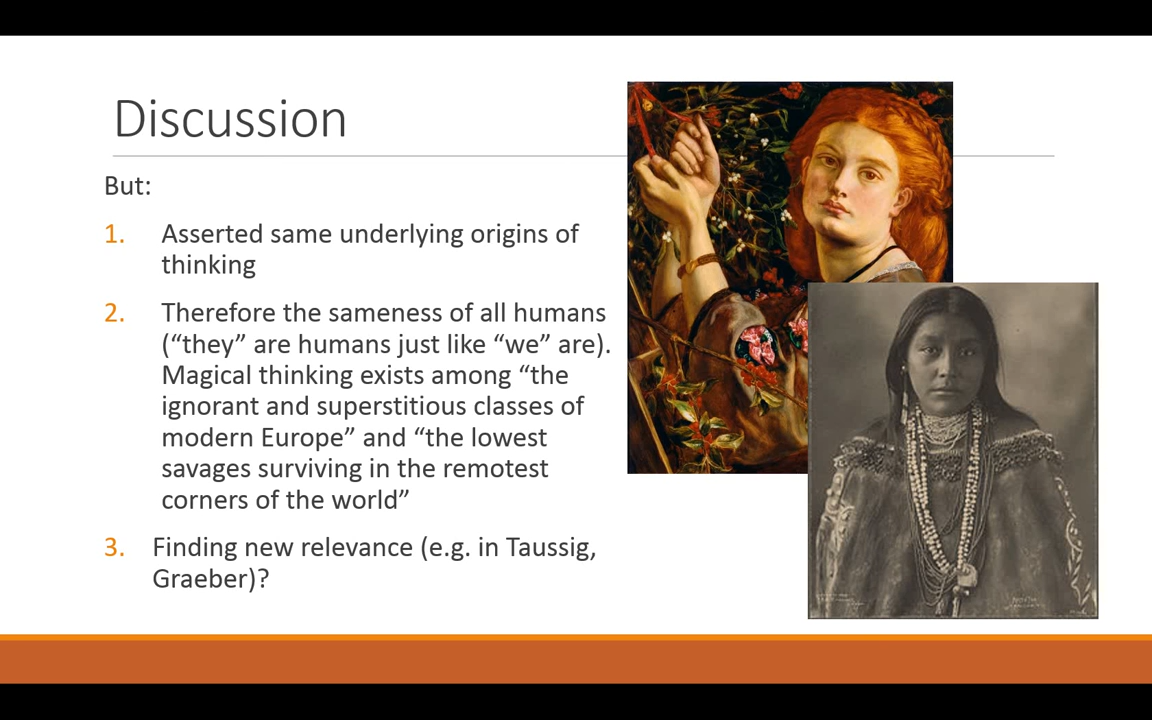 Discussion
But:
1. Asserted same underlying origins of
thinking
2. Therefore the sameness of all humans
(“they” are humans just like “we” are).
Magical thinking exists among “the
ignorant and superstitious classes of
modern Europe” and “the lowest
savages surviving in the remotest
corners of the world”
3. Finding new relevance (e.g. in Taussig,
Graeber)?